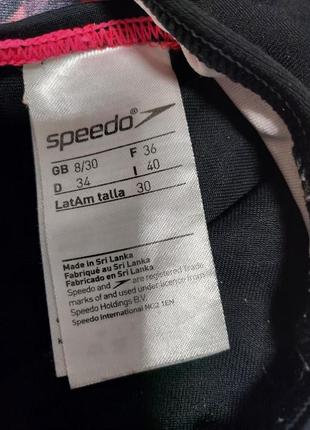 speedo®
GB 8/30 F 36
D 34 I 40
LatAm talla 30
Made in Sri Lanka
Fabriqué au Sri Lanka
Fabricado en Sri Lanka
Speedo and are registered Trade
marks of and used under licence from
Speedo Holdings B.V.
Speedo International NG2 1EN